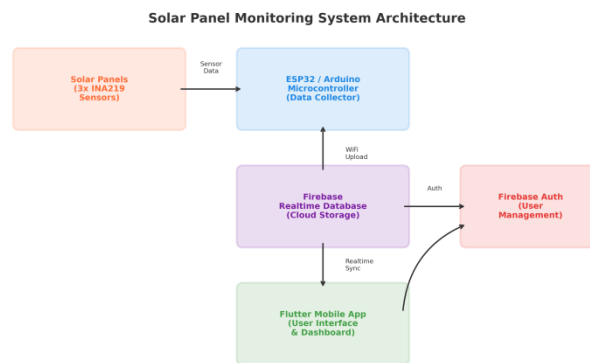 Solar Panel Monitoring System Architecture
Solar Panels
(3x INA219
Sensors)
Sensor
Data
ESP32 / Arduino
Microcontroller
(Data Collector)
WiFi
Upload
Firebase
Realtime Database
(Cloud Storage)
Auth
Firebase Auth
(User
Management)
Realtime
Sync
Flutter Mobile App
(User Interface
& Dashboard)